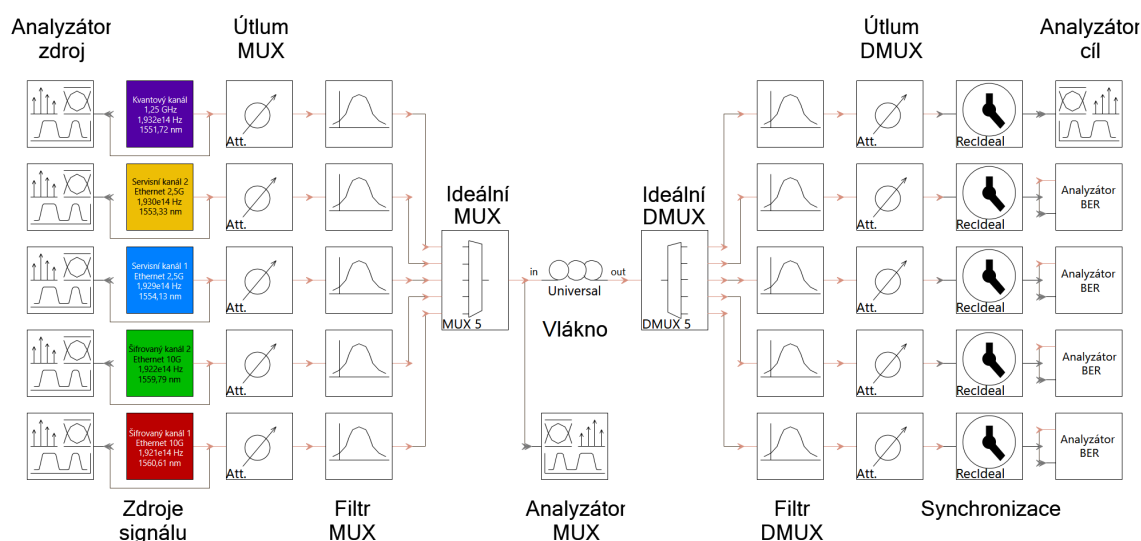 Analyzátor
zdroj
Útlum
MUX
Útlum
DMUX
Analyzátor
cíl
Kvantový kanál
1,25 GHz
1,932e14 Hz
1551,72 nm
Att.
Att.
RecIdeal
Servisní kanál 2
Ethernet 2,5G
1,930e14 Hz
1553,33 nm
Att.
Att.
RecIdeal
Analyzátor
BER
Ideální
MUX
Ideální
DMUX
Servisní kanál 1
Ethernet 2,5G
1,929e14 Hz
1554,13 nm
Att.
MUX 5
in
out
Universal
DMUX 5
Att.
RecIdeal
Analyzátor
BER
Vlákno
Šifrovaný kanál 2
Ethernet 10G
1,922e14 Hz
1559,79 nm
Att.
Att.
RecIdeal
Analyzátor
BER
Šifrovaný kanál 1
Ethernet 10G
1,921e14 Hz
1560,61 nm
Att.
Att.
RecIdeal
Analyzátor
BER
Zdroje
signálu
Filtr
MUX
Analyzátor
MUX
Filtr
DMUX
Synchronizace